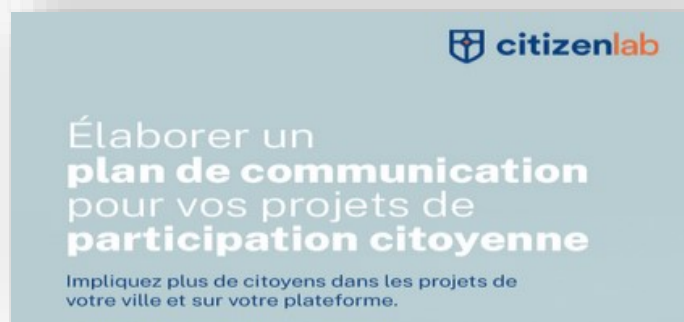 citizenlab
Élaborer un
plan de communication
pour vos projets de
participation citoyenne
Impliquez plus de citoyens dans les projets de
votre ville et sur votre plateforme.